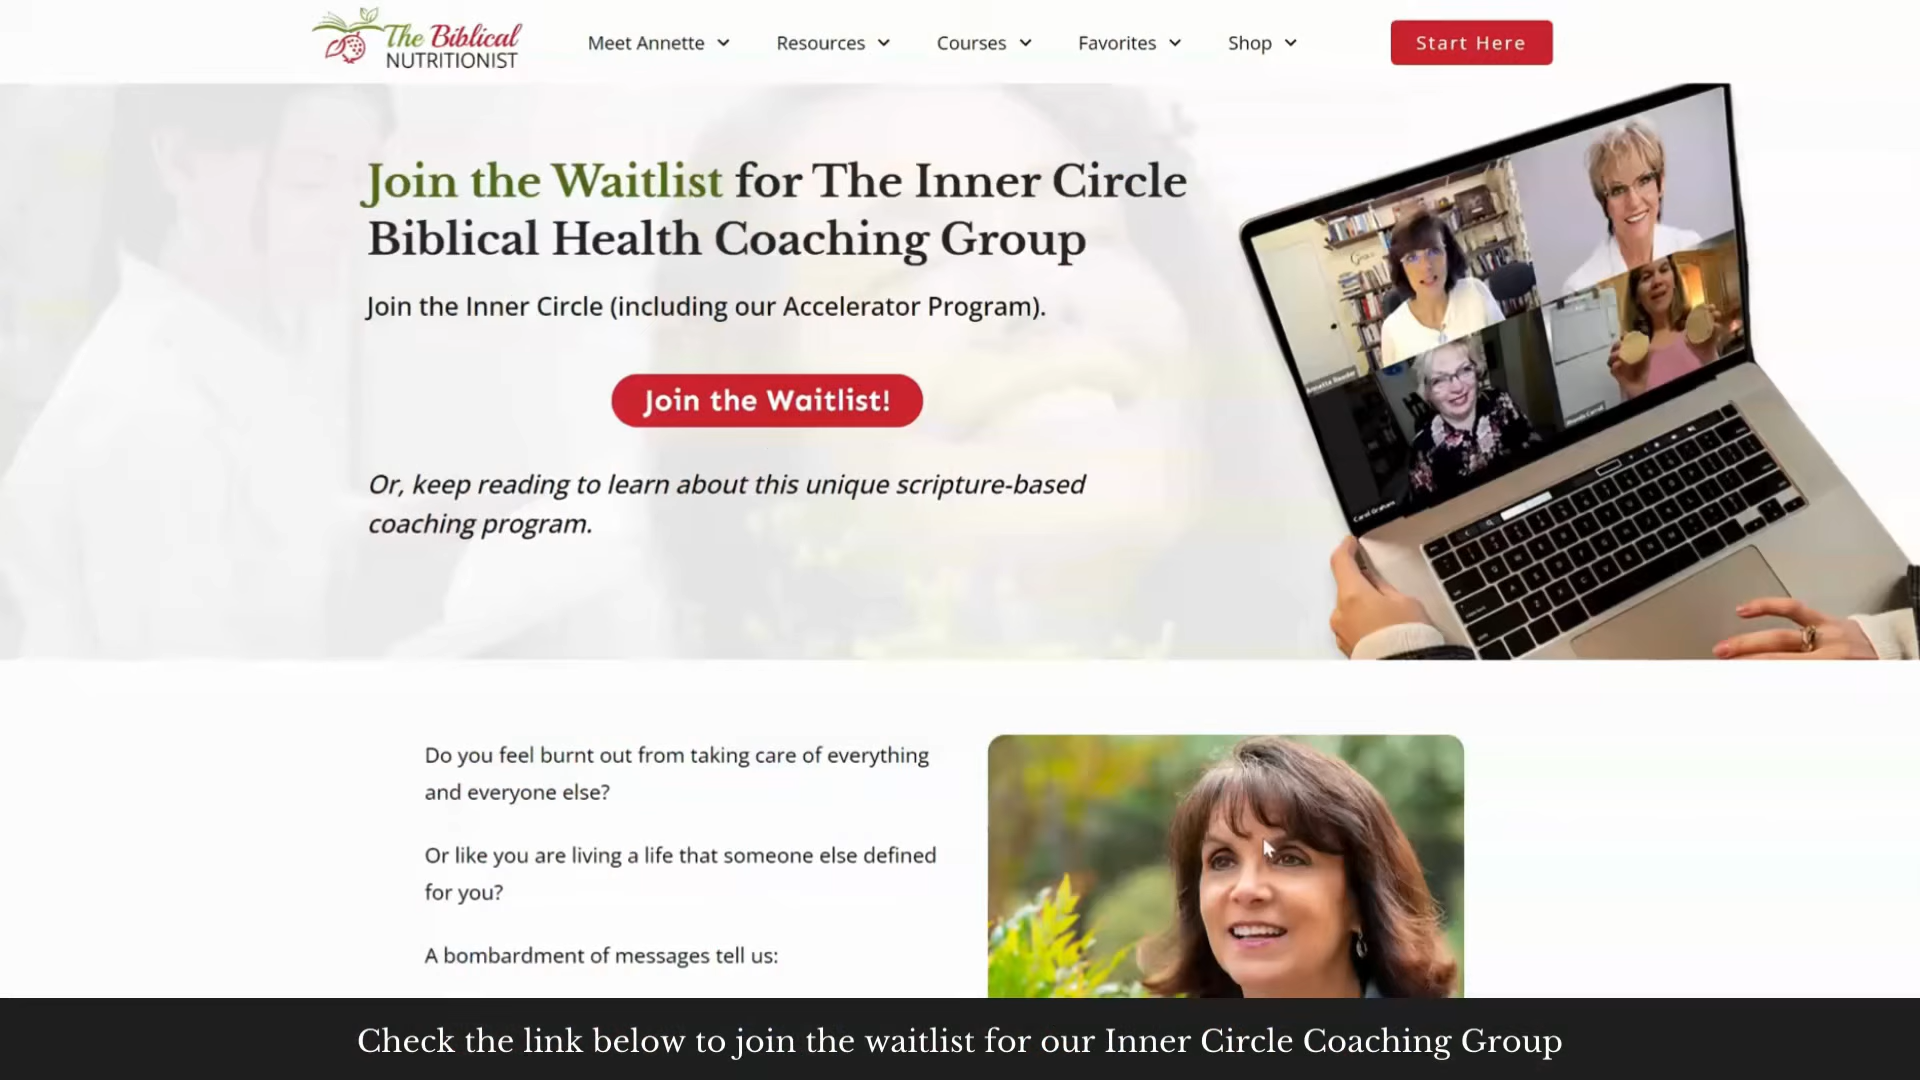 The Biblical
NUTRITIONIST
Meet Annette
Resources
Courses
Favorites
Shop
Start Here
Join the Waitlist for The Inner Circle
Biblical Health Coaching Group
Join the Inner Circle (including our Accelerator Program).
Join the Waitlist!
Or, keep reading to learn about this unique scripture-based
coaching program.
Do you feel burnt out from taking care of everything
and everyone else?
Or like you are living a life that someone else defined
for you?
A bombardment of messages tell us:
Check the link below to join the waitlist for our Inner Circle Coaching Group